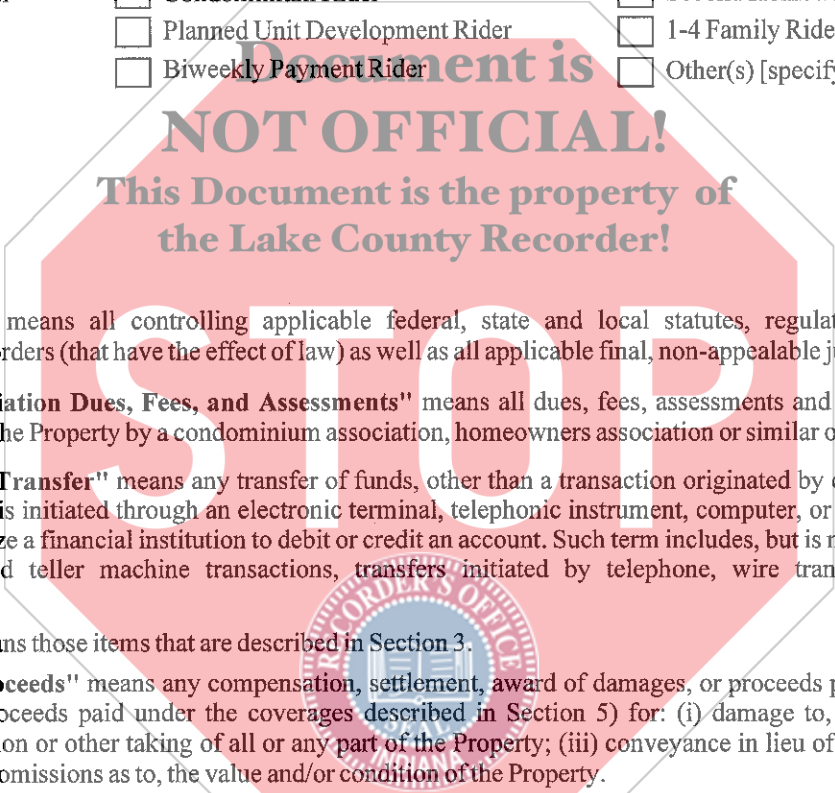 Planned Unit Development Rider
1-4 Family Ride
Biweekly Payment Rider
Other(s) [specify
Document is
NOT OFFICIAL!
This Document is the property of
the Lake County Recorder!
STOP
means all controlling applicable federal, state and local statutes, regulat
rders (that have the effect of law) as well as all applicable final, non-appealable j
iation Dues, Fees, and Assessments" means all dues, fees, assessments and
he Property by a condominium association, homeowners association or similar o
Transfer" means any transfer of funds, other than a transaction originated by
is initiated through an electronic terminal, telephonic instrument, computer, or
ze a financial institution to debit or credit an account. Such term includes, but is
d teller machine transactions, transfers initiated by telephone, wire tran
ns those items that are described in Section 3.
RECORDER'S OFFICE
INDIANA
oceeds" means any compensation, settlement, award of damages, or proceeds p
oceeds paid under the coverages described in Section 5) for: (i) damage to,
on or other taking of all or any part of the Property; (iii) conveyance in lieu of
omissions as to, the value and/or condition of the Property.